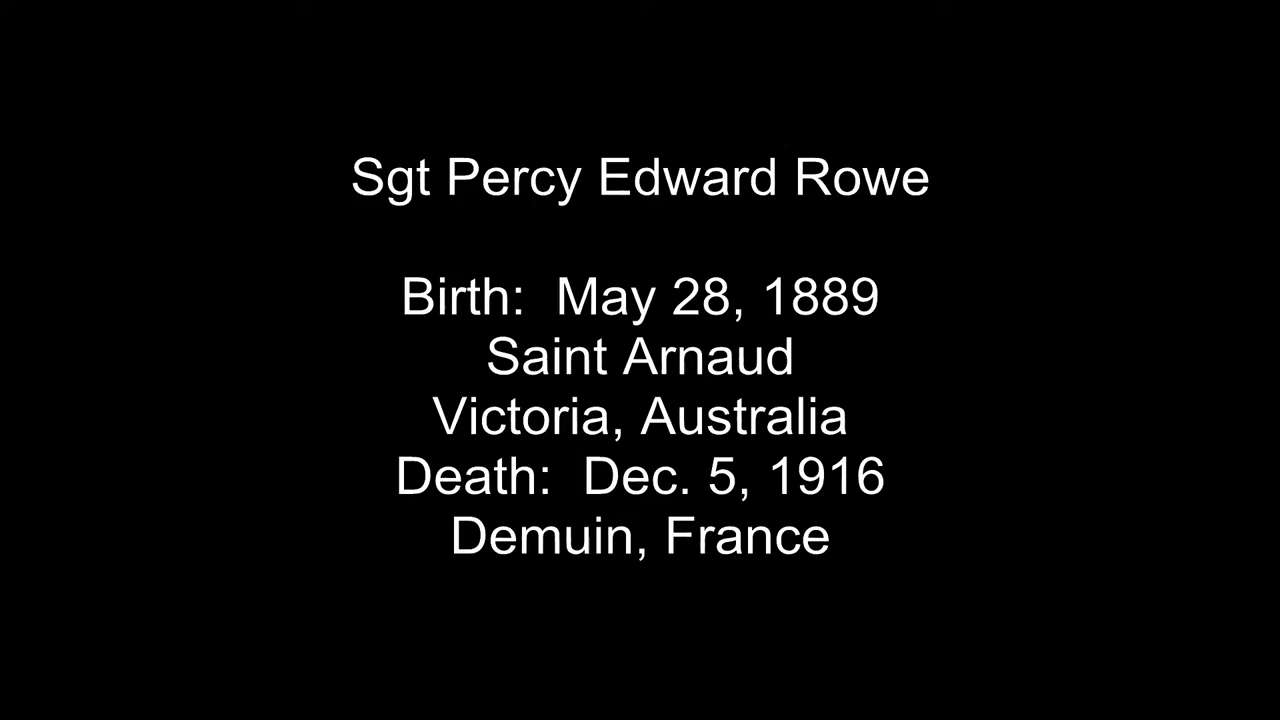 Sgt Percy Edward Rowe
Birth:  May 28, 1889
Saint Arnaud
Victoria, Australia
Death:  Dec. 5, 1916
Demuin, France